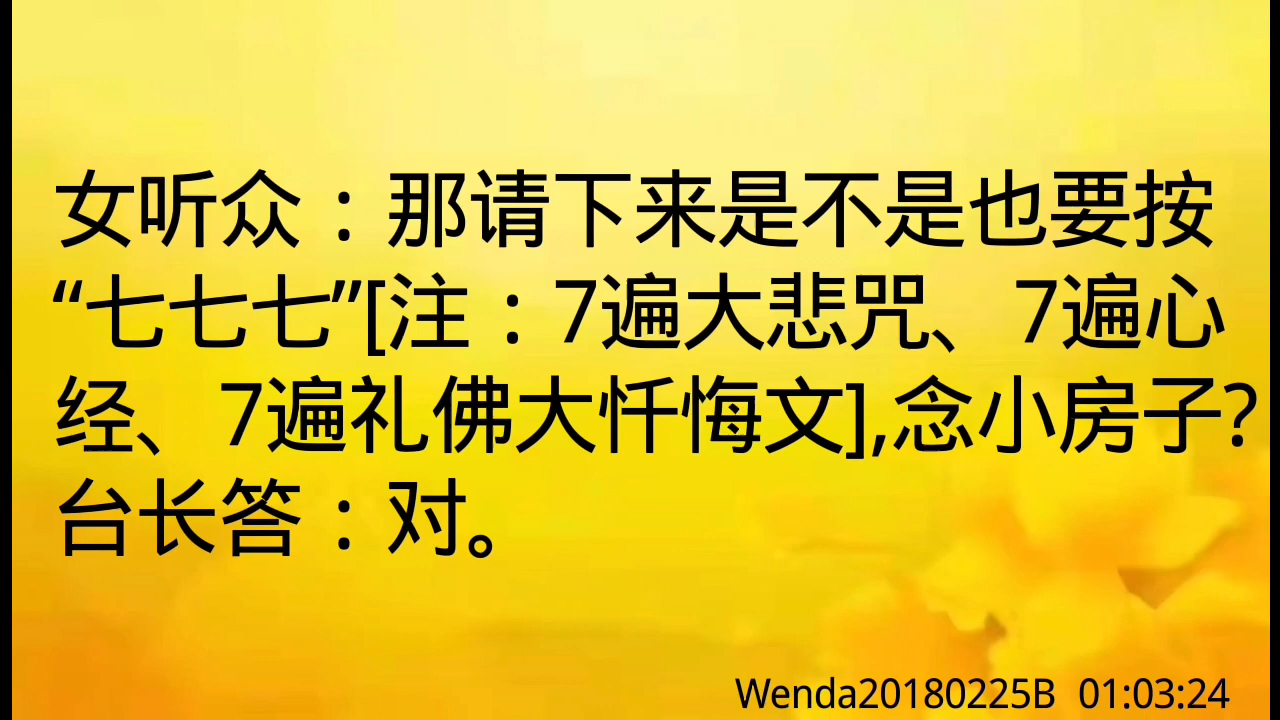 女听众：那请下来是不是也要按
“七七七”[注：7遍大悲咒、7遍心
经、7遍礼佛大忏悔文],念小房子?
台长答：对。
Wenda20180225B 01:03:24